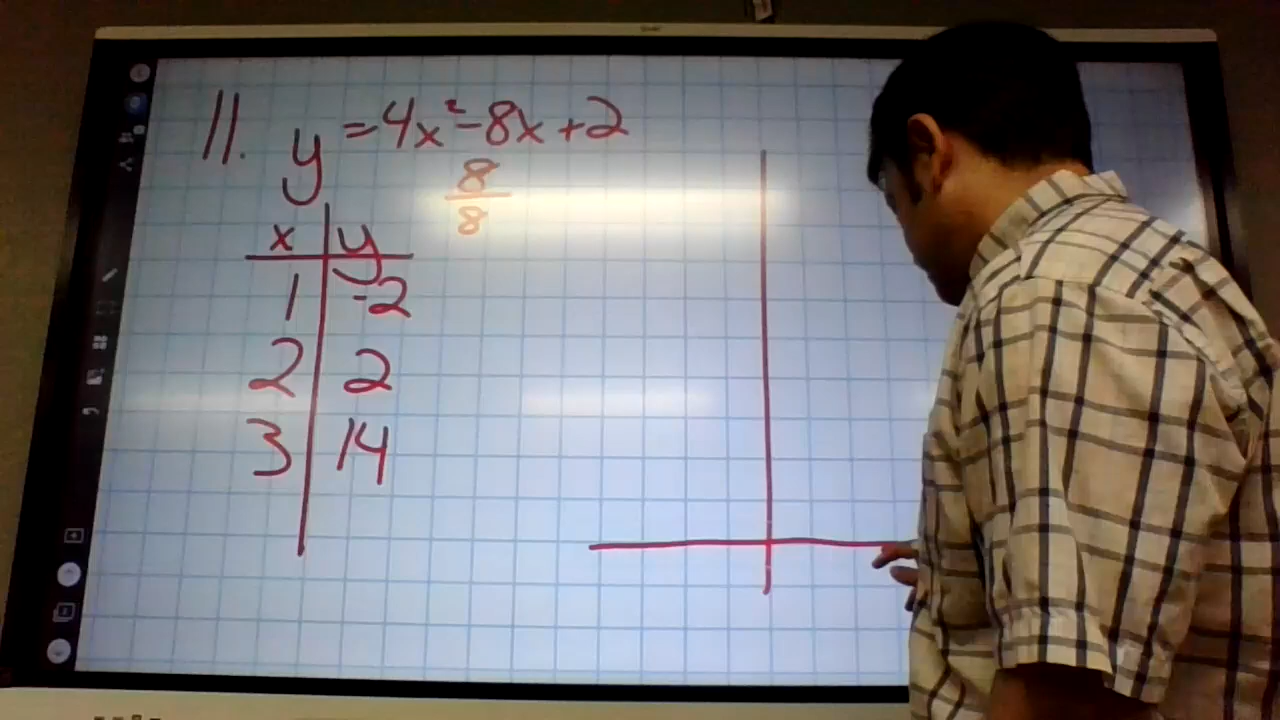 11. y = 4x² - 8x + 2
8
8
x y
1 -2
2 2
3 14